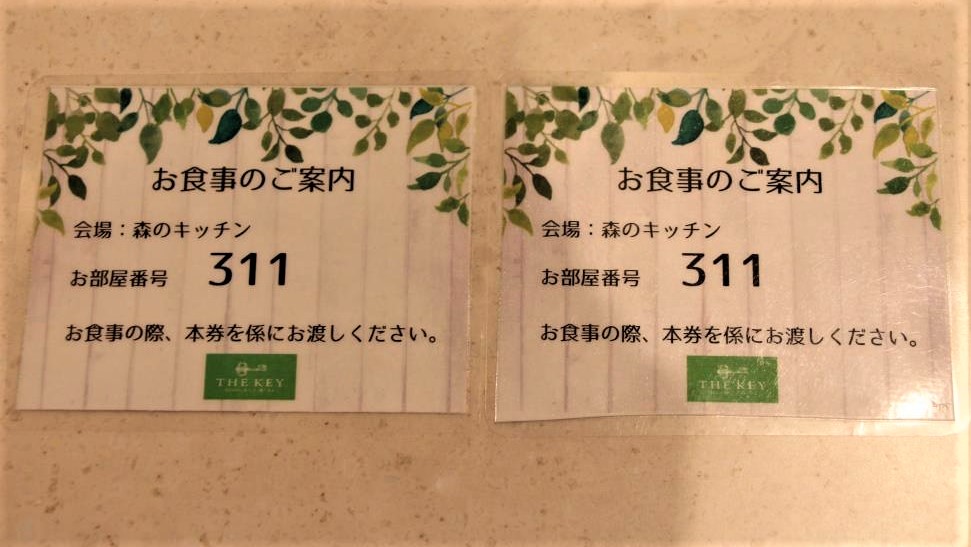 お食事のご案内
会場：森のキッチン
お部屋番号 311
お食事の際、本券を係にお渡しください。
THE KEY
お食事のご案内
会場：森のキッチン
お部屋番号 311
お食事の際、本券を係にお渡しください。
THE KEY